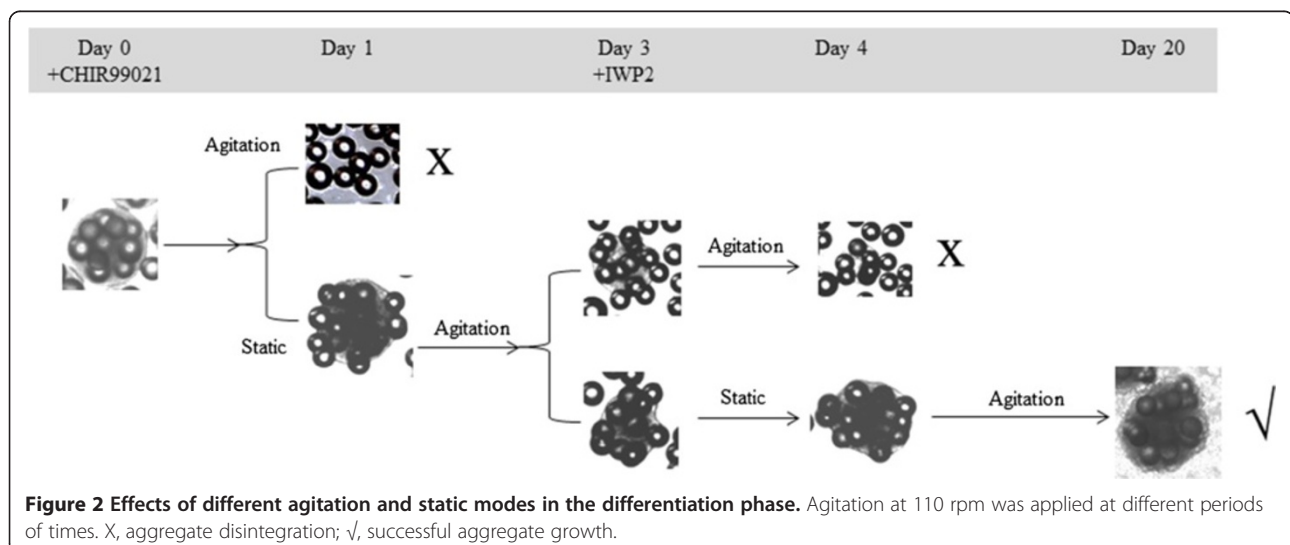 Day 0 Day 1 Day 3 Day 4 Day 20
+CHIR99021 +IWP2
Agitation
X
Agitation
X
Static
Agitation
Static
Agitation
√
Figure 2 Effects of different agitation and static modes in the differentiation phase. Agitation at 110 rpm was applied at different periods
of times. X, aggregate disintegration; √, successful aggregate growth.